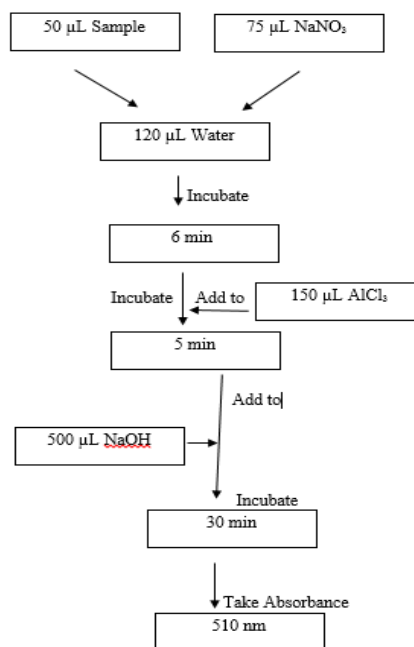 50 µL Sample
75 µL NaNO₃
120 µL Water
Incubate
6 min
Incubate
Add to
150 µL AlCl₃
5 min
Add to
500 µL NaOH
Incubate
30 min
Take Absorbance
510 nm